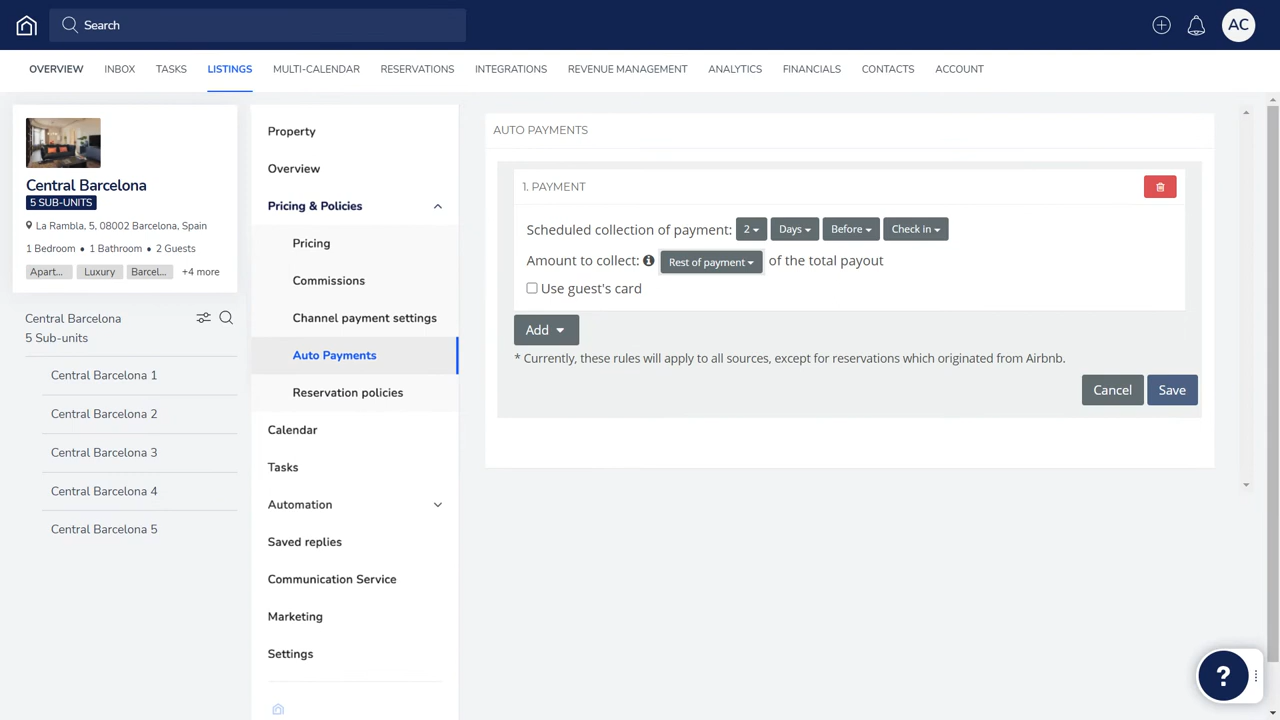 Search
AC
OVERVIEW INBOX TASKS LISTINGS MULTI-CALENDAR RESERVATIONS INTEGRATIONS REVENUE MANAGEMENT ANALYTICS FINANCIALS CONTACTS ACCOUNT
Central Barcelona
5 SUB-UNITS
La Rambla, 5, 08002 Barcelona, Spain
1 Bedroom • 1 Bathroom • 2 Guests
Apart... Luxury Barcel... +4 more
Central Barcelona
5 Sub-units
Central Barcelona 1
Central Barcelona 2
Central Barcelona 3
Central Barcelona 4
Central Barcelona 5
Property
Overview
Pricing & Policies
Pricing
Commissions
Channel payment settings
Auto Payments
Reservation policies
Calendar
Tasks
Automation
Saved replies
Communication Service
Marketing
Settings
AUTO PAYMENTS
1. PAYMENT
Scheduled collection of payment: 2 Days Before Check in
Amount to collect: Rest of payment of the total payout
Use guest's card
Add
* Currently, these rules will apply to all sources, except for reservations which originated from Airbnb.
Cancel Save
?